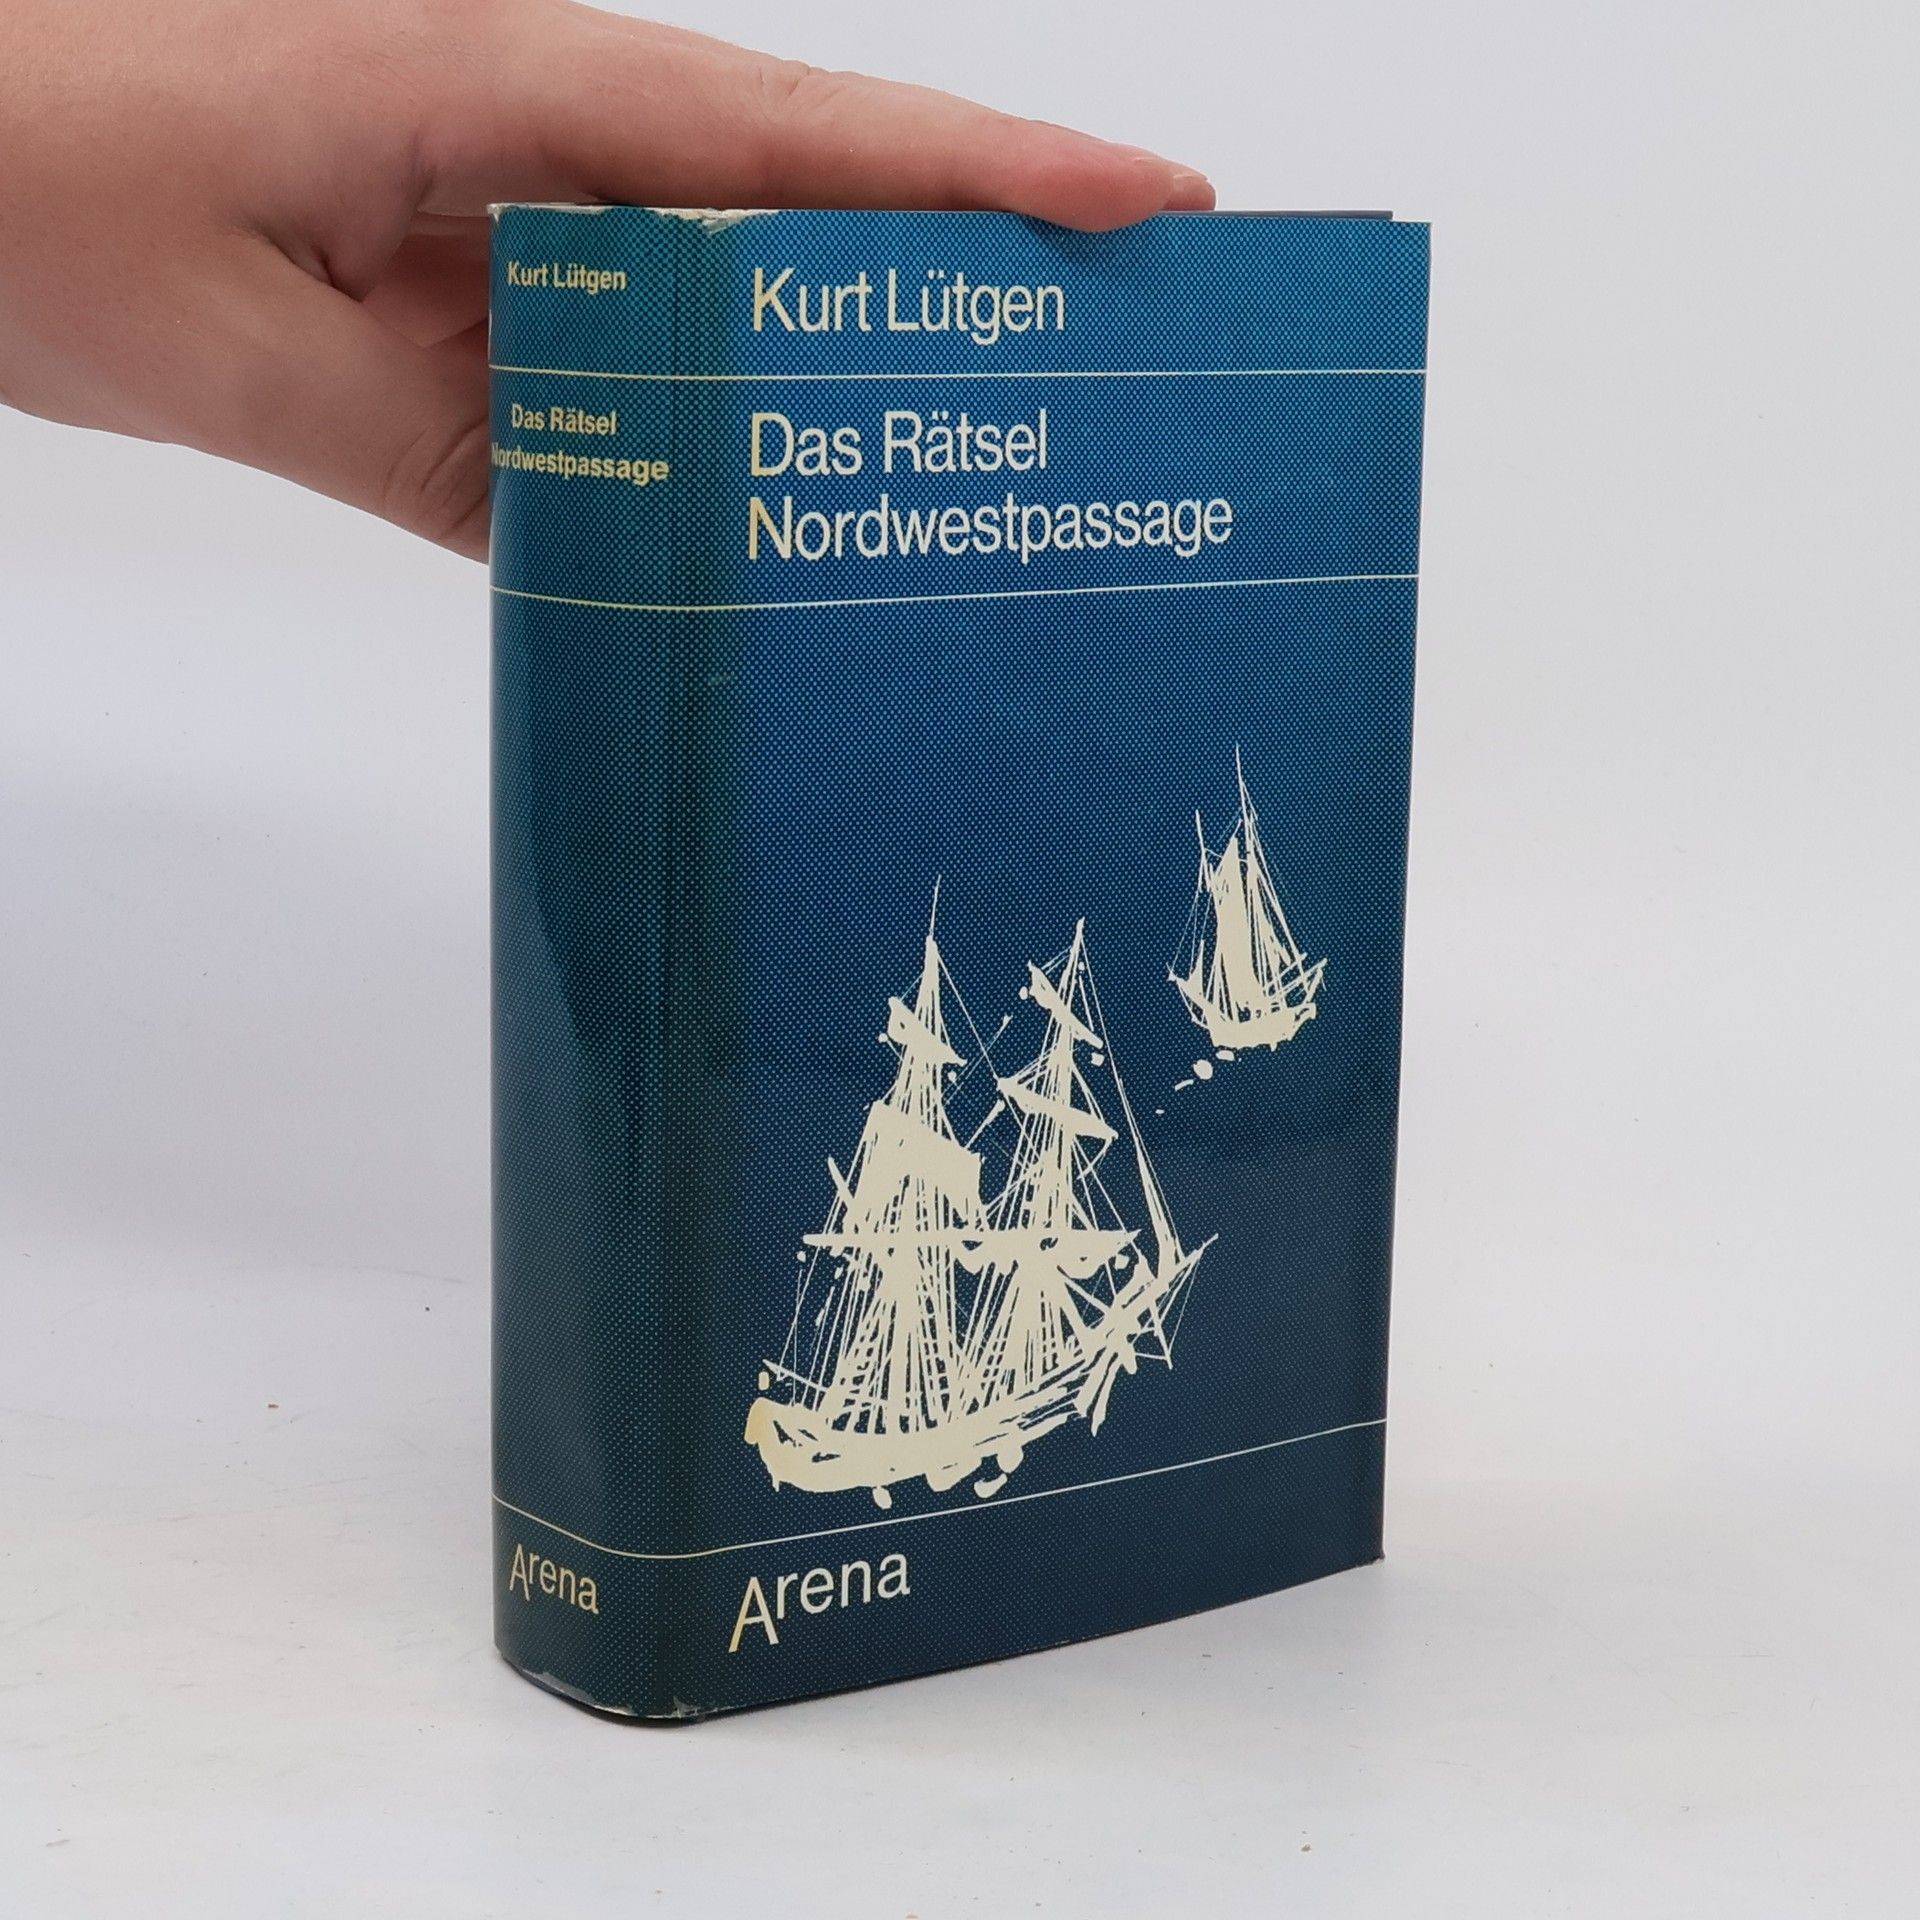 Kurt Lütgen
Das Rätsel
Nordwestpassage
Arena
Kurt Lütgen
Das Rätsel
Nordwestpassage
Arena